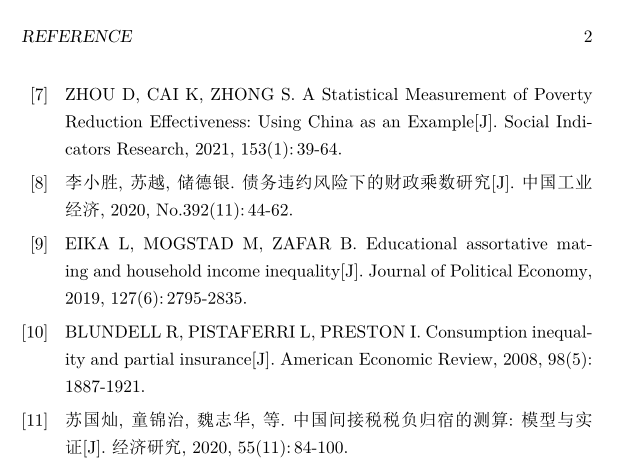 REFERENCE 2
[7] ZHOU D, CAI K, ZHONG S. A Statistical Measurement of Poverty
Reduction Effectiveness: Using China as an Example[J]. Social Indi-
cators Research, 2021, 153(1): 39-64.
[8] 李小胜, 苏越, 储德银. 债务违约风险下的财政乘数研究[J]. 中国工业
经济, 2020, No.392(11): 44-62.
[9] EIKA L, MOGSTAD M, ZAFAR B. Educational assortative mat-
ing and household income inequality[J]. Journal of Political Economy,
2019, 127(6): 2795-2835.
[10] BLUNDELL R, PISTAFERRI L, PRESTON I. Consumption inequal-
ity and partial insurance[J]. American Economic Review, 2008, 98(5):
1887-1921.
[11] 苏国灿, 童锦治, 魏志华, 等. 中国间接税税负归宿的测算: 模型与实
证[J]. 经济研究, 2020, 55(11): 84-100.